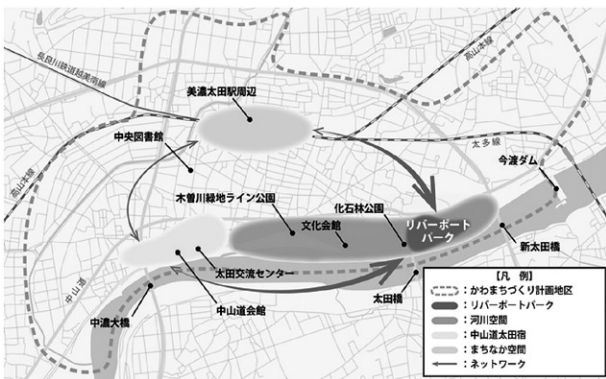 長良川鉄道越美南線
高山本線
美濃太田駅周辺
中央図書館
太多線
今渡ダム
高山本線
木曽川緑地ライン公園
化石林公園
文化会館
リバーポート
パーク
新太田橋
太田交流センター
太田橋
中山道
中山道会館
中濃大橋
【凡 例】
:かわまちづくり計画地区
:リバーポートパーク
:河川空間
:中山道太田宿
:まちなか空間
:ネットワーク